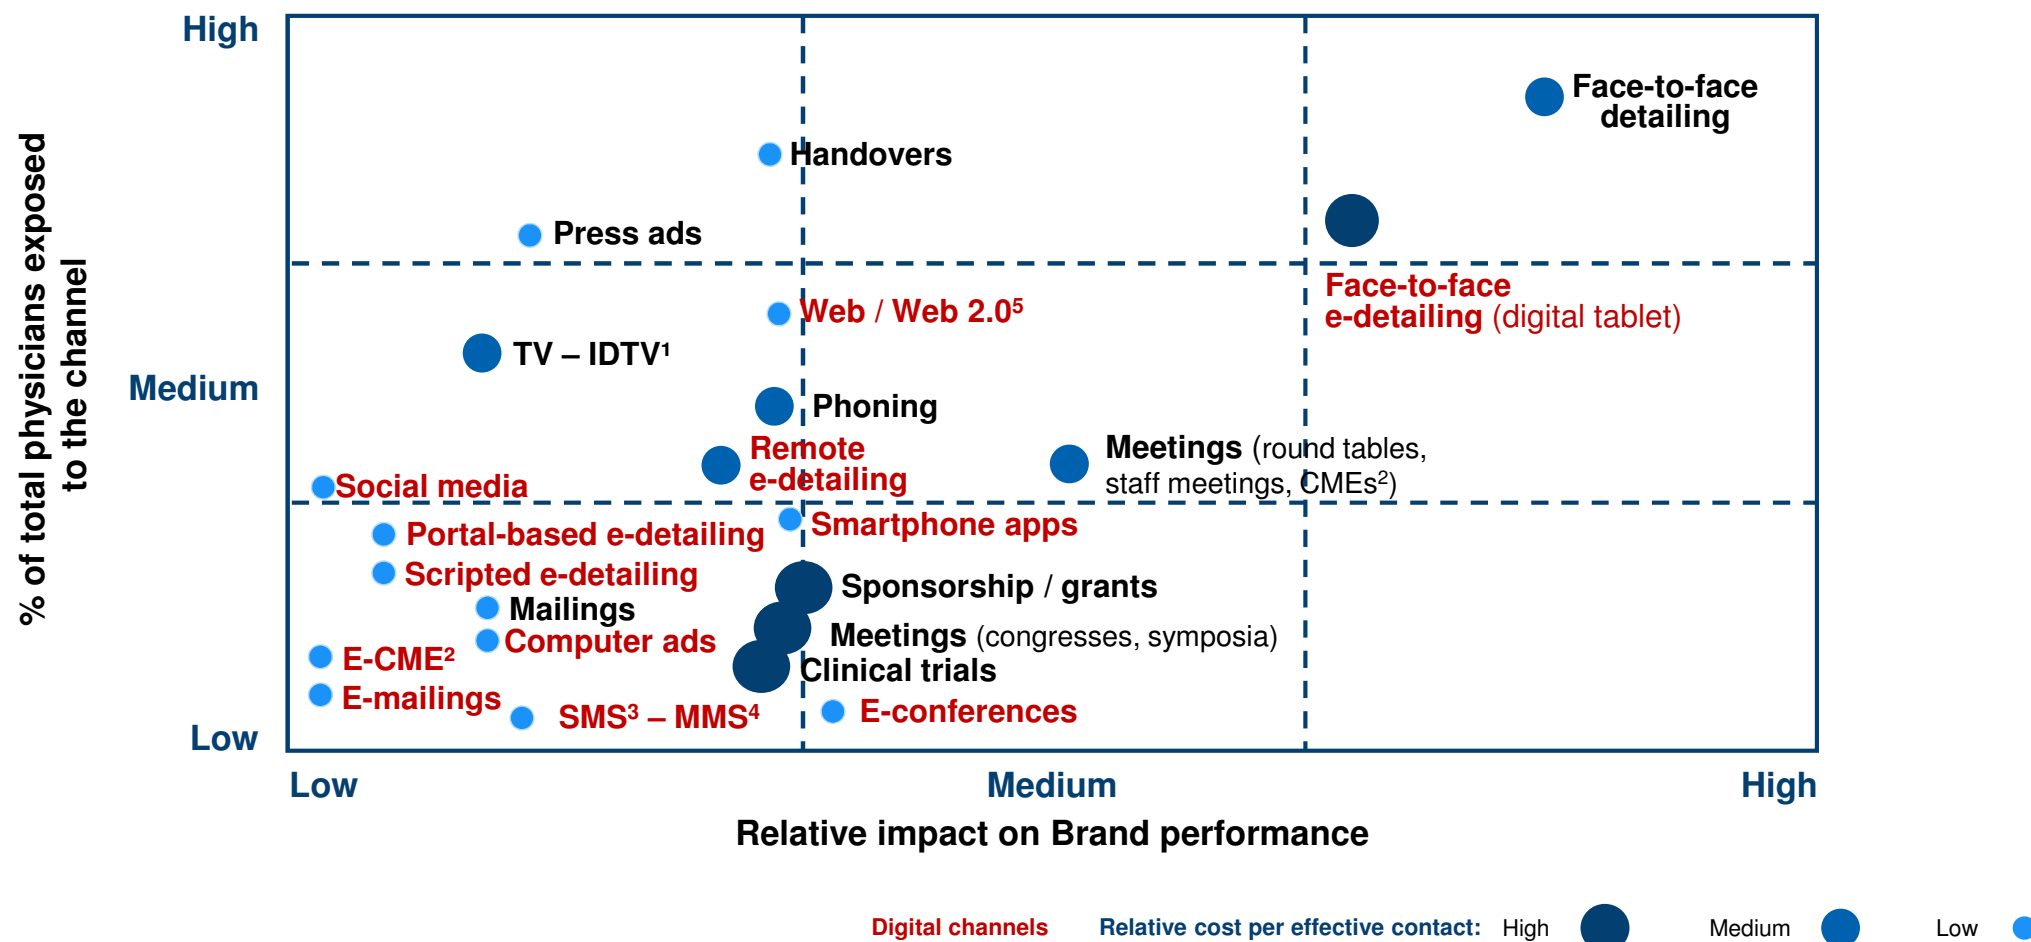 High
Face-to-face
detailing
Handovers
Press ads
Face-to-face
e-detailing (digital tablet)
Web / Web 2.0⁵
TV – IDTV¹
Medium
Phoning
Remote
e-detailing
Meetings (round tables,
staff meetings, CMEs²)
Social media
Smartphone apps
Portal-based e-detailing
Scripted e-detailing
Sponsorship / grants
Mailings
Meetings (congresses, symposia)
Computer ads
E-CME²
Clinical trials
E-mailings
SMS³ – MMS⁴
E-conferences
Low
% of total physicians exposed
to the channel
Low
Medium
High
Relative impact on Brand performance
Digital channels
Relative cost per effective contact: High Medium Low